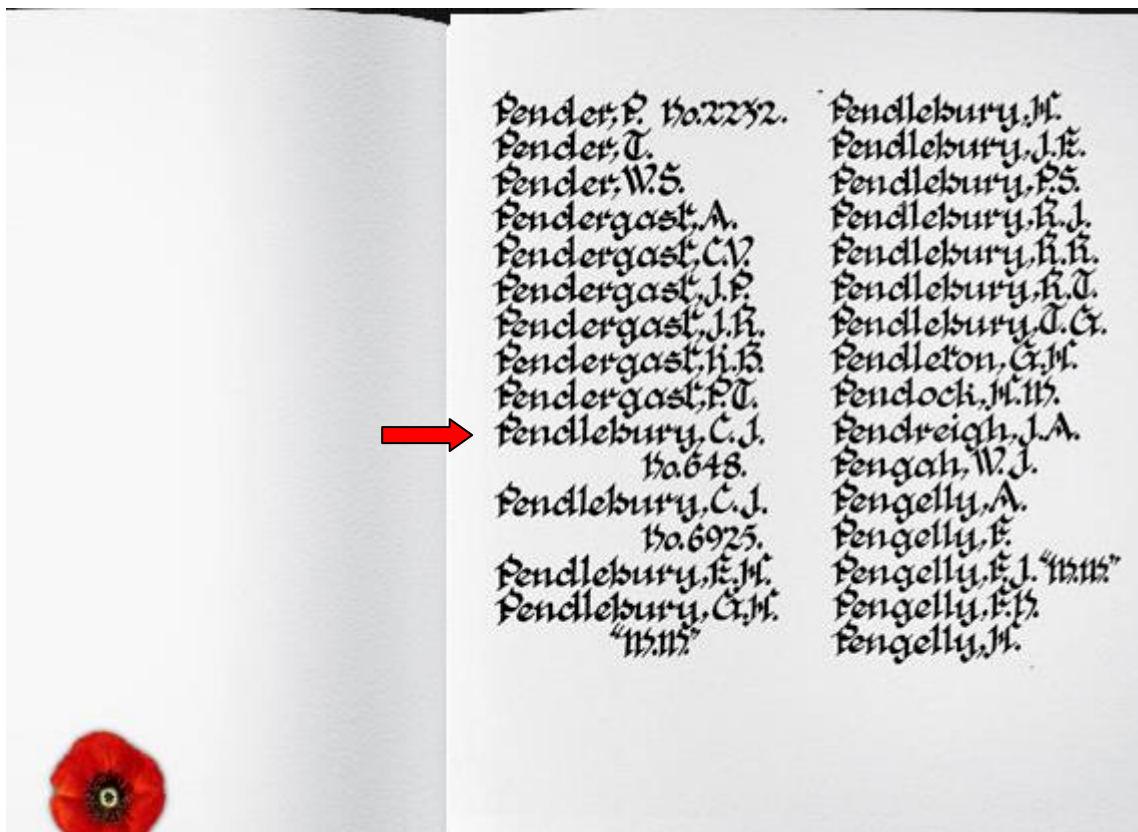 Pender, P. No. 2232.
Pender, T.
Pender, W.S.
Pendergast, A.
Pendergast, C.V.
Pendergast, J.P.
Pendergast, J.R.
Pendergast, K.B.
Pendergast, P.T.
Pendlebury, C.J.
No. 648.
Pendlebury, C.J.
No. 6925.
Pendlebury, E.H.
Pendlebury, G.H.
"M.M."
Pendlebury, H.
Pendlebury, J.E.
Pendlebury, P.S.
Pendlebury, R.J.
Pendlebury, R.R.
Pendlebury, R.T.
Pendlebury, T.G.
Pendleton, G.H.
Pendock, H.M.
Pendreigh, J.A.
Pengah, W.J.
Pengelly, A.
Pengelly, F.
Pengelly, F.J. "M.M."
Pengelly, F.N.
Pengelly, H.